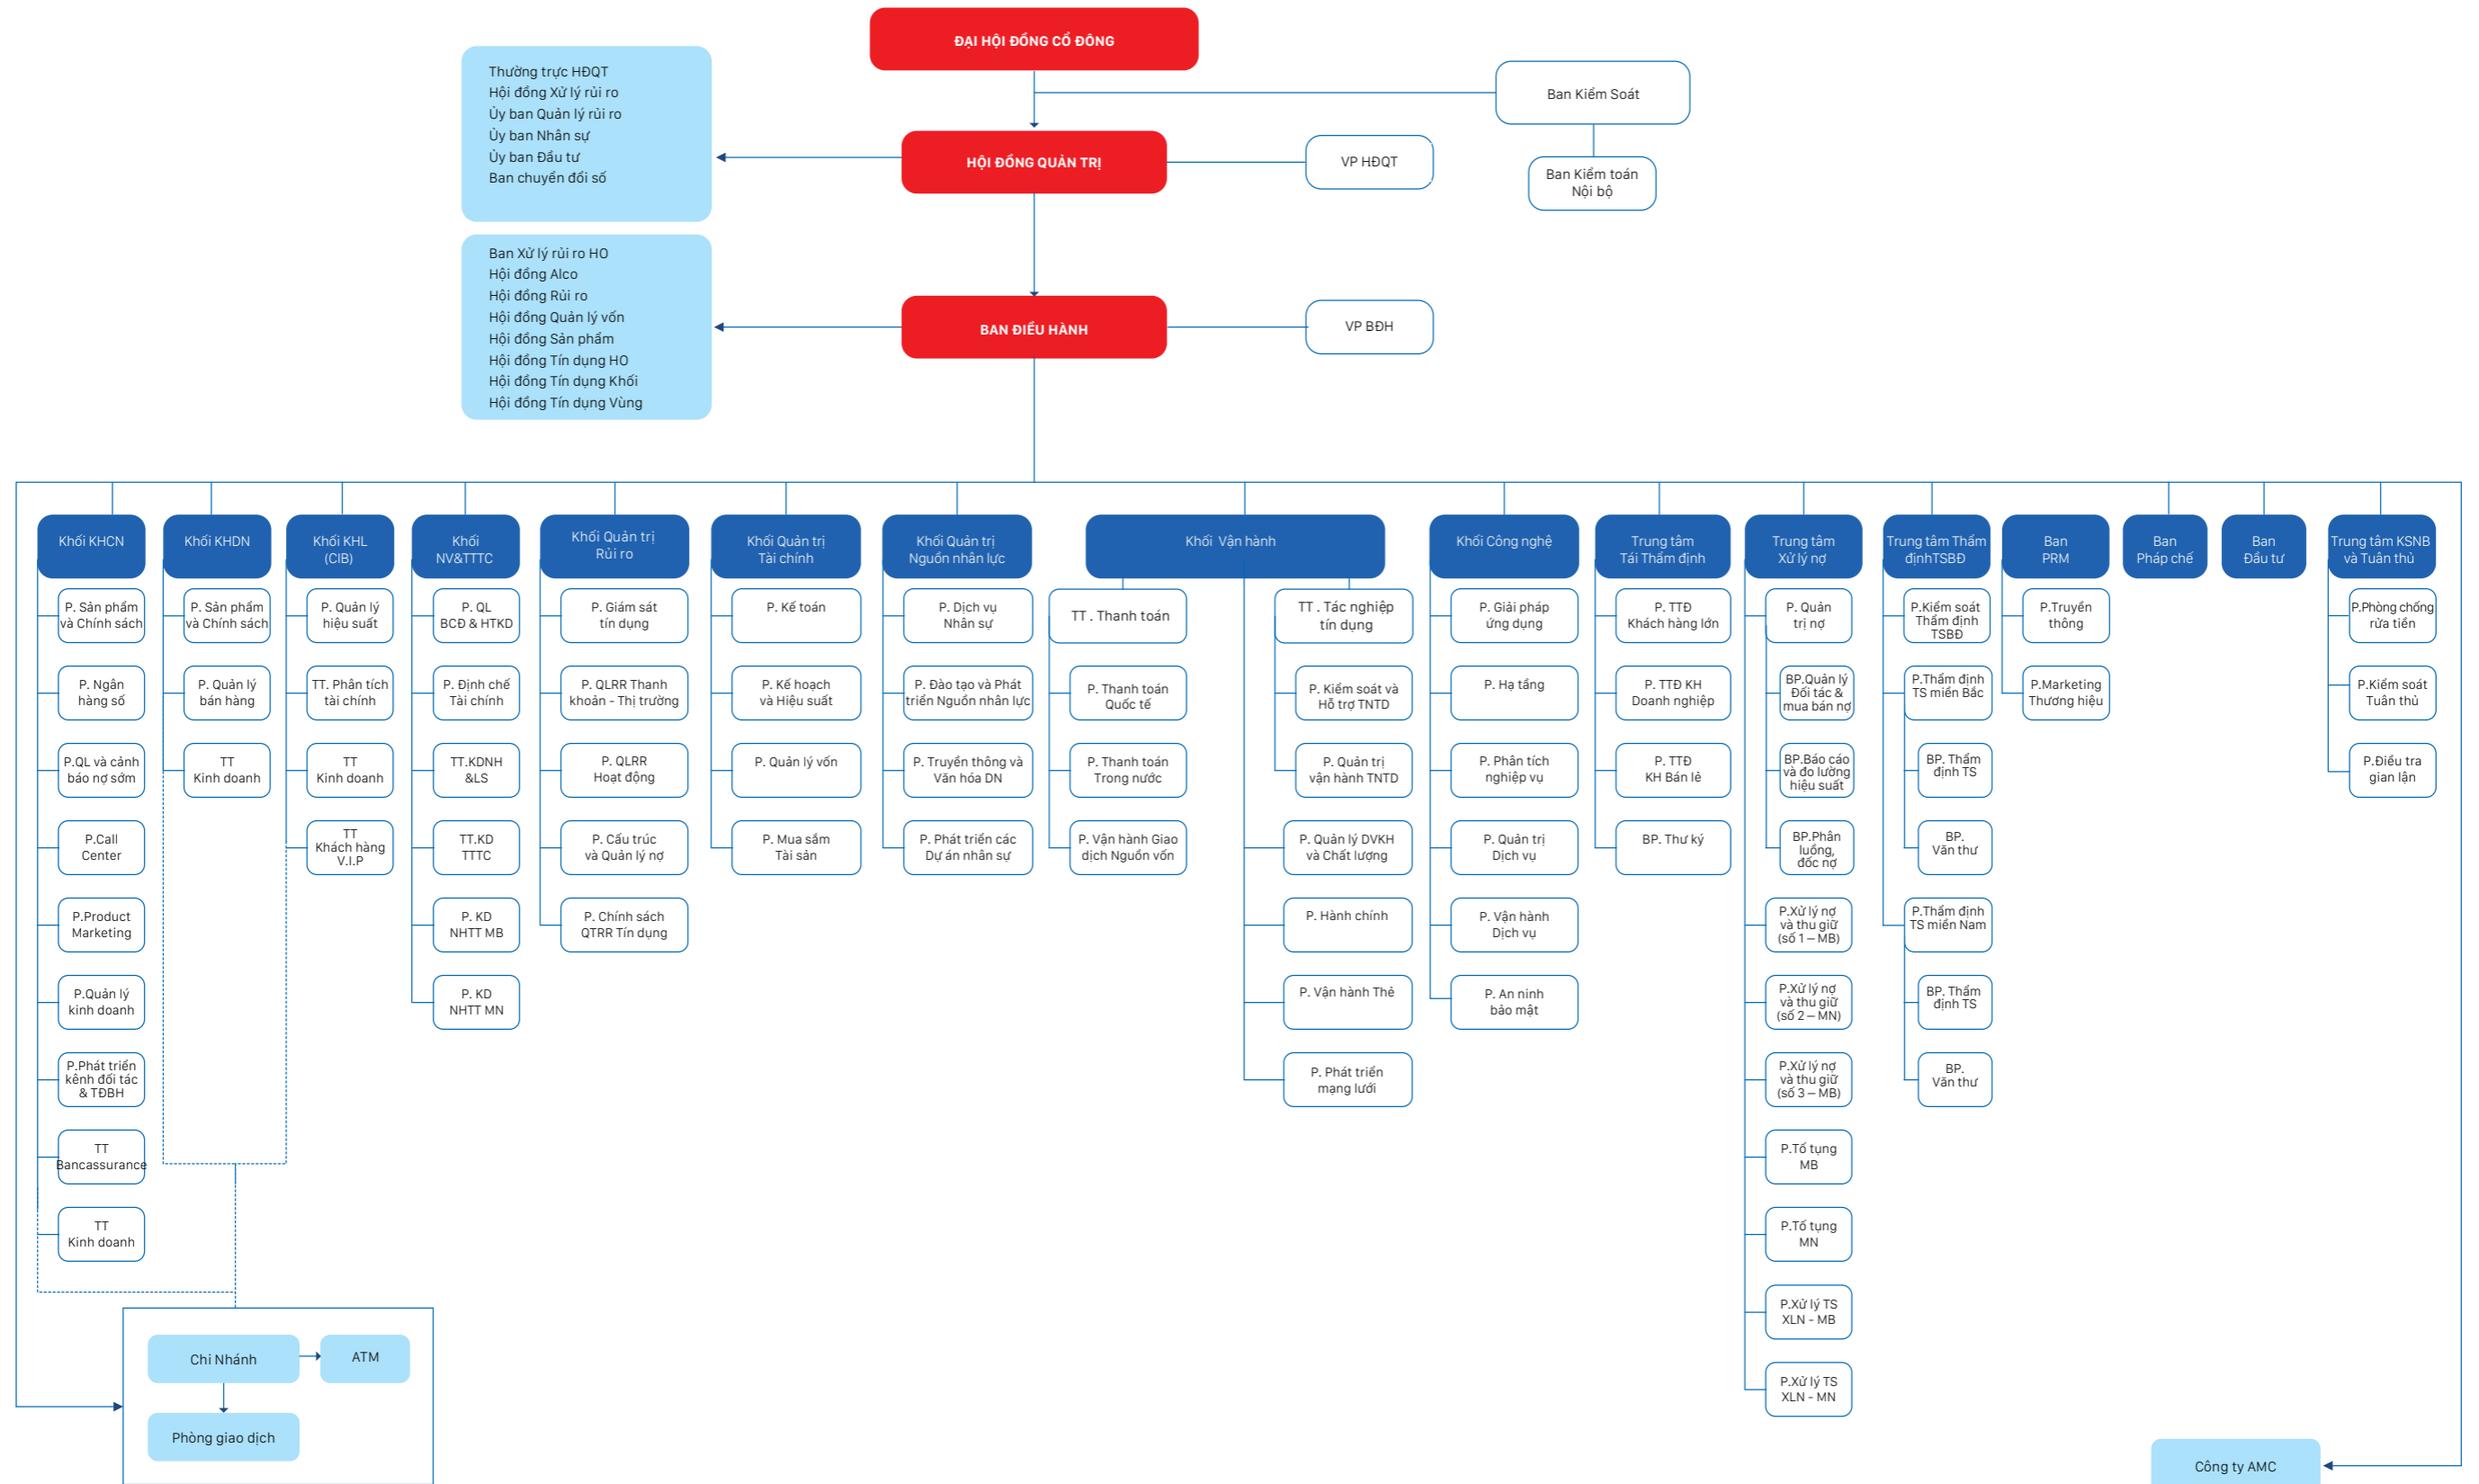 ĐẠI HỘI ĐỒNG CỔ ĐÔNG
Thường trực HĐQT
Hội đồng Xử lý rủi ro
Ủy ban Quản lý rủi ro
Ủy ban Nhân sự
Ủy ban Đầu tư
Ban chuyển đổi số
Ban Kiểm Soát
HỘI ĐỒNG QUẢN TRỊ
VP HĐQT
Ban Kiểm toán
Nội bộ
Ban Xử lý rủi ro HO
Hội đồng Alco
Hội đồng Rủi ro
Hội đồng Quản lý vốn
Hội đồng Sản phẩm
Hội đồng Tín dụng HO
Hội đồng Tín dụng Khối
Hội đồng Tín dụng Vùng
BAN ĐIỀU HÀNH
VP BĐH
Khối KHCN
P. Sản phẩm
và Chính sách
P. Ngân
hàng số
P.QL và cảnh
báo nợ sớm
P.Call
Center
P.Product
Marketing
P.Quản lý
kinh doanh
P.Phát triển
kênh đối tác
& TĐBH
TT
Bancassurance
TT
Kinh doanh
Khối KHDN
P. Sản phẩm
và Chính sách
P. Quản lý
bán hàng
TT
Kinh doanh
Khối KHL
(CIB)
P. Quản lý
hiệu suất
TT. Phân tích
tài chính
TT
Kinh doanh
TT
Khách hàng
V.I.P
Khối
NV&TTTC
P. QL
BCĐ & HTKD
P. Định chế
Tài chính
TT.KDNH
&LS
TT.KD
TTTC
P. KD
NHTT MB
P. KD
NHTT MN
Khối Quản trị
Rủi ro
P. Giám sát
tín dụng
P. QLRR Thanh
khoản - Thị trường
P. QLRR
Hoạt động
P. Cấu trúc
và Quản lý nợ
P. Chính sách
QTRR Tín dụng
Khối Quản trị
Tài chính
P. Kế toán
P. Kế hoạch
và Hiệu suất
P. Quản lý vốn
P. Mua sắm
Tài sản
Khối Quản trị
Nguồn nhân lực
P. Dịch vụ
Nhân sự
P. Đào tạo và Phát
triển Nguồn nhân lực
P. Truyền thông và
Văn hóa DN
P. Phát triển các
Dự án nhân sự
Khối Vận hành
TT . Thanh toán
P. Thanh toán
Quốc tế
P. Thanh toán
Trong nước
P. Vận hành Giao
dịch Nguồn vốn
TT . Tác nghiệp
tín dụng
P. Kiểm soát và
Hỗ trợ TNTD
P. Quản trị
vận hành TNTD
P. Quản lý DVKH
và Chất lượng
P. Hành chính
P. Vận hành Thẻ
P. Phát triển
mạng lưới
Khối Công nghệ
P. Giải pháp
ứng dụng
P. Hạ tầng
P. Phân tích
nghiệp vụ
P. Quản trị
Dịch vụ
P. Vận hành
Dịch vụ
P. An ninh
bảo mật
Trung tâm
Tái Thẩm định
P. TTĐ
Khách hàng lớn
P. TTĐ KH
Doanh nghiệp
P. TTĐ
KH Bán lẻ
BP. Thư ký
Trung tâm
Xử lý nợ
P. Quản
trị nợ
BP.Quản lý
Đối tác &
mua bán nợ
BP.Báo cáo
và đo lường
hiệu suất
BP.Phân
luồng,
đốc nợ
P.Xử lý nợ
và thu giữ
(số 1 – MB)
P.Xử lý nợ
và thu giữ
(số 2 – MN)
P.Xử lý nợ
và thu giữ
(số 3 – MB)
P.Tố tụng
MB
P.Tố tụng
MN
P.Xử lý TS
XLN - MB
P.Xử lý TS
XLN - MN
Trung tâm Thẩm
địnhTSBĐ
P.Kiểm soát
Thẩm định
TSBĐ
P.Thẩm định
TS miền Bắc
BP. Thẩm
định TS
BP.
Văn thư
P.Thẩm định
TS miền Nam
BP. Thẩm
định TS
BP.
Văn thư
Ban
PRM
P.Truyền
thông
P.Marketing
Thương hiệu
Ban
Pháp chế
Ban
Đầu tư
Trung tâm KSNB
và Tuân thủ
P.Phòng chống
rửa tiền
P.Kiểm soát
Tuân thủ
P.Điều tra
gian lận
Chi Nhánh
ATM
Phòng giao dịch
Công ty AMC